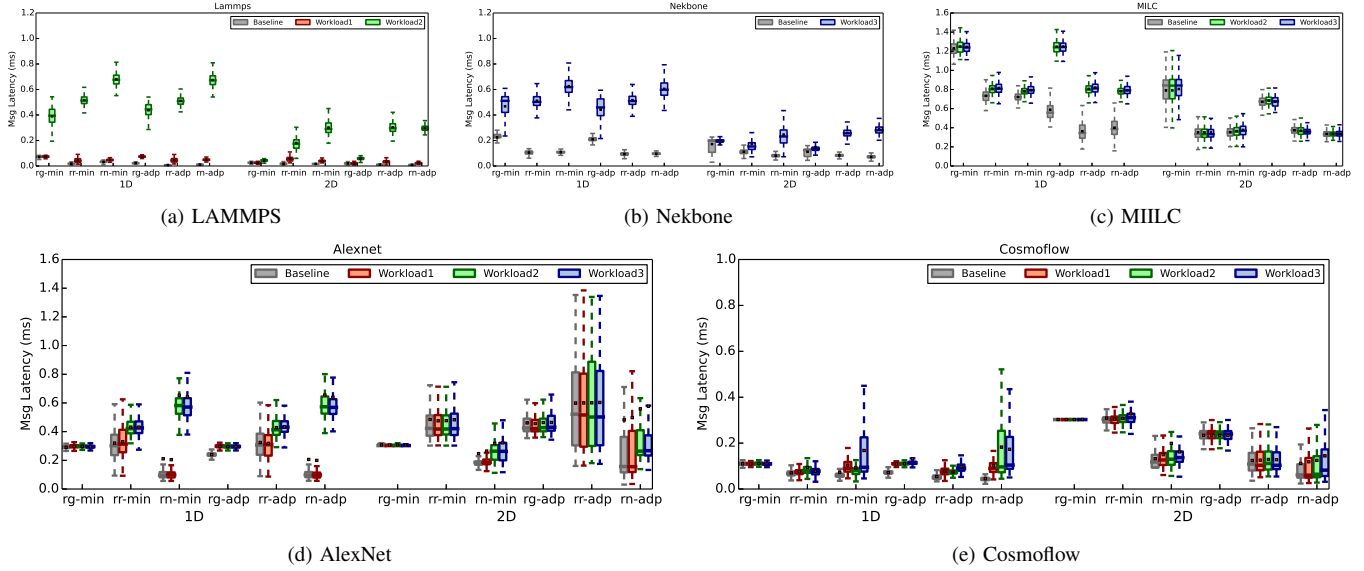 Lammps
Baseline Workload1 Workload2
Msg Latency (ms)
1.2
1.0
0.8
0.6
0.4
0.2
0.0
rg-min rr-min rn-min rg-adp rr-adp rn-adp rg-min rr-min rn-min rg-adp rr-adp rn-adp
1D 2D
(a) LAMMPS
Nekbone
Baseline Workload3
Msg Latency (ms)
1.2
1.0
0.8
0.6
0.4
0.2
0.0
rg-min rr-min rn-min rg-adp rr-adp rn-adp rg-min rr-min rn-min rg-adp rr-adp rn-adp
1D 2D
(b) Nekbone
MILC
Baseline Workload2 Workload3
Msg Latency (ms)
1.6
1.4
1.2
1.0
0.8
0.6
0.4
0.2
0.0
rg-min rr-min rn-min rg-adp rr-adp rn-adp rg-min rr-min rn-min rg-adp rr-adp rn-adp
1D 2D
(c) MIILC
Alexnet
Baseline Workload1 Workload2 Workload3
Msg Latency (ms)
1.6
1.4
1.2
1.0
0.8
0.6
0.4
0.2
0.0
rg-min rr-min rn-min rg-adp rr-adp rn-adp rg-min rr-min rn-min rg-adp rr-adp rn-adp
1D 2D
(d) AlexNet
Cosmoflow
Baseline Workload1 Workload2 Workload3
Msg Latency (ms)
1.0
0.8
0.6
0.4
0.2
0.0
rg-min rr-min rn-min rg-adp rr-adp rn-adp rg-min rr-min rn-min rg-adp rr-adp rn-adp
1D 2D
(e) Cosmoflow